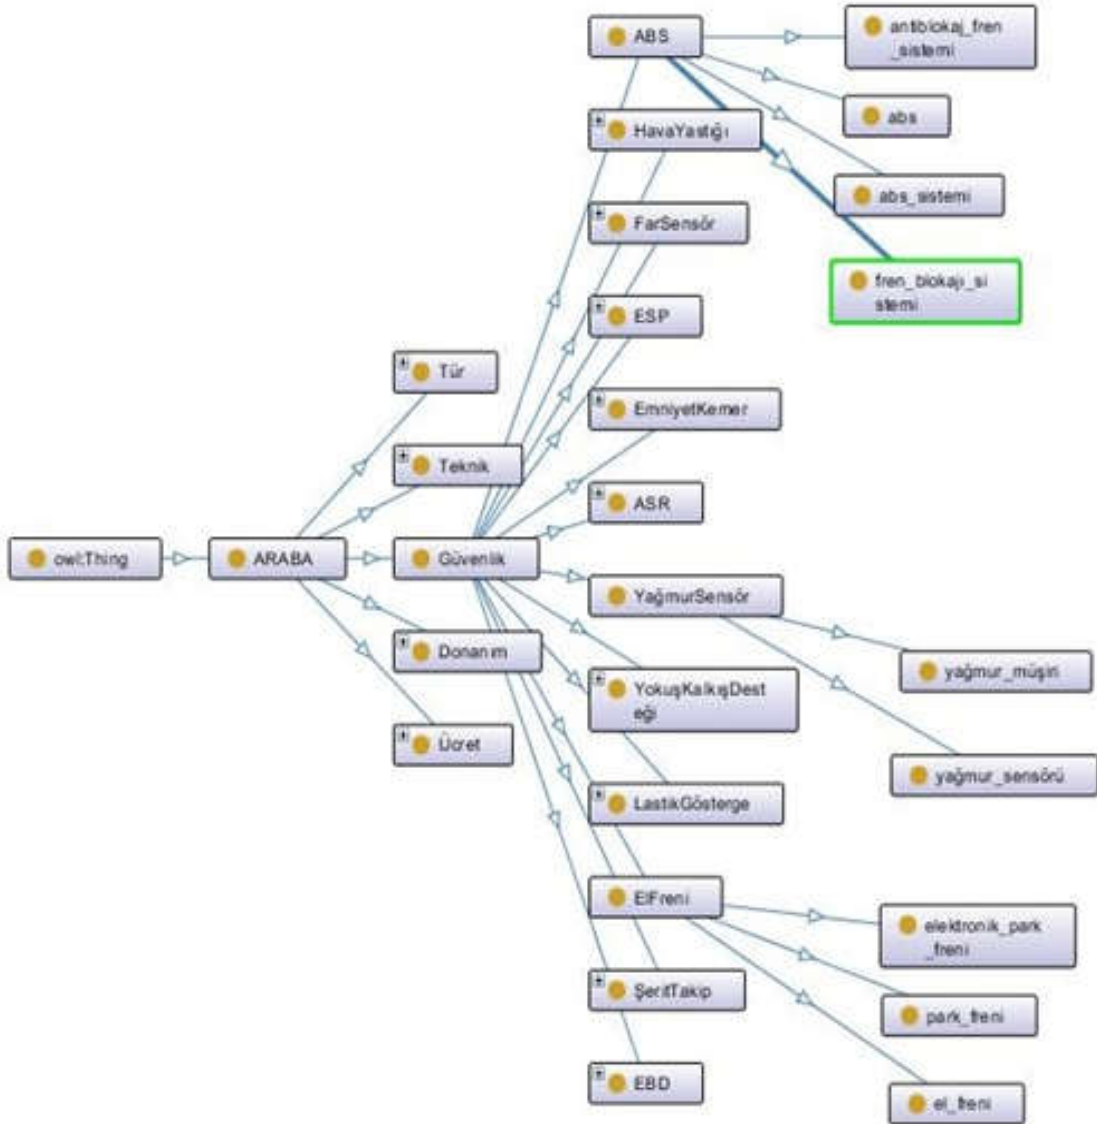 ABS
antiblokaj_fren
_sistemi
abs
HavaYastığı
abs_sistemi
FarSensör
fren_blokajı_si
stemi
ESP
Tür
EmniyetKemer
Teknik
ASR
owl:Thing
ARABA
Güvenlik
YağmurSensör
Donanım
yağmur_müşiri
YokuşKalkışDest
eği
Ücret
yağmur_sensörü
LastikGösterge
ElFreni
elektronik_park
_freni
ŞeritTakip
park_freni
EBD
el_freni